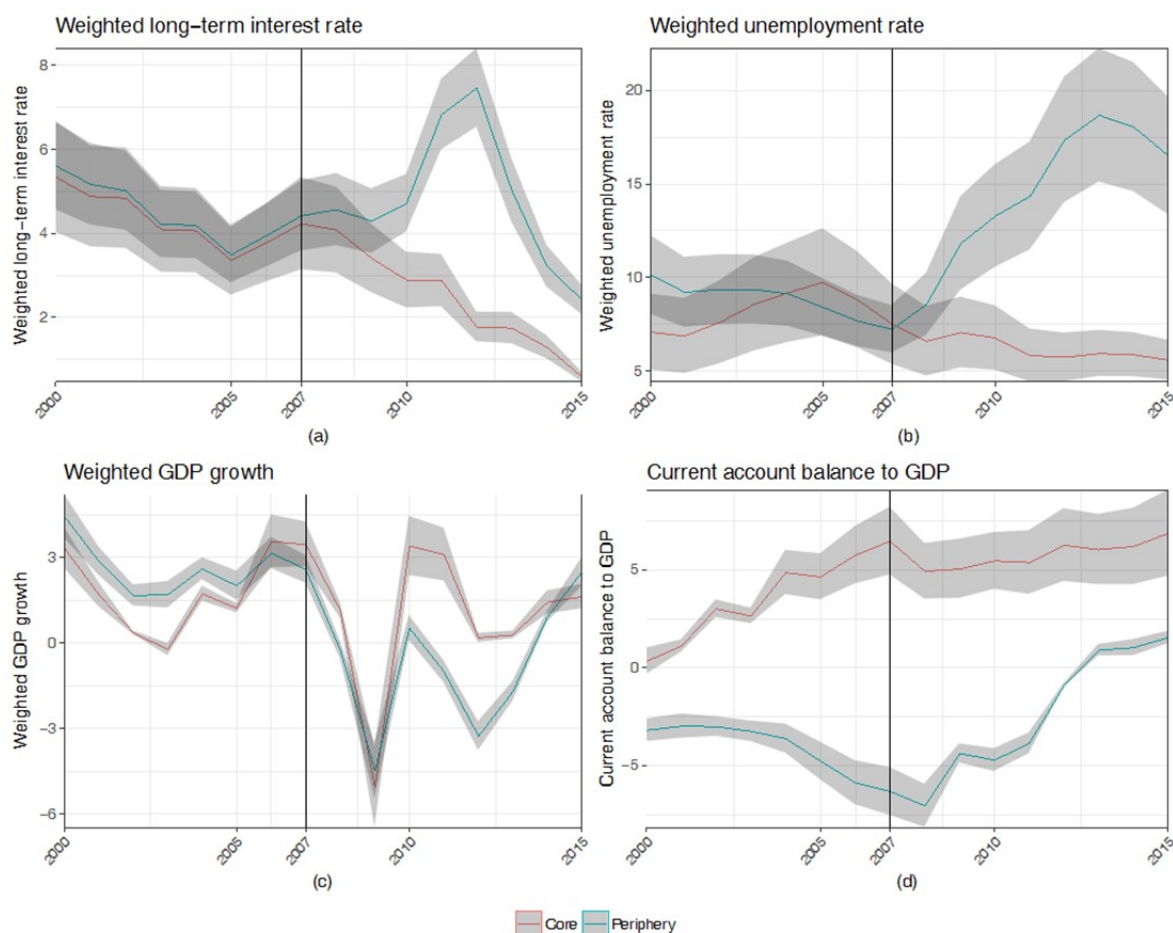 Weighted long–term interest rate
Weighted unemployment rate
Weighted long–term interest rate
8
6
4
2
2000
2005
2007
2010
2015
(a)
Weighted unemployment rate
20
15
10
5
2000
2005
2007
2010
2015
(b)
Weighted GDP growth
Current account balance to GDP
Weighted GDP growth
3
0
−3
−6
2000
2005
2007
2010
2015
(c)
Current account balance to GDP
5
0
−5
2000
2005
2007
2010
2015
(d)
Core Periphery